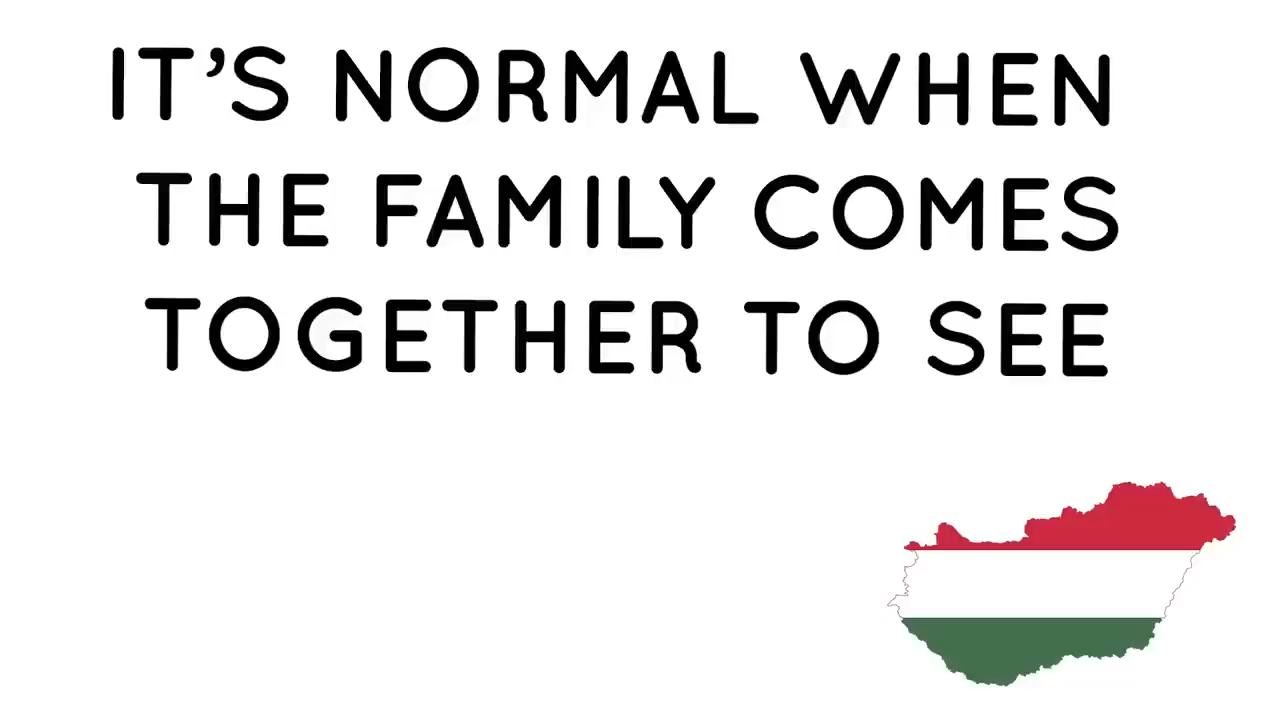 IT'S NORMAL WHEN
THE FAMILY COMES
TOGETHER TO SEE